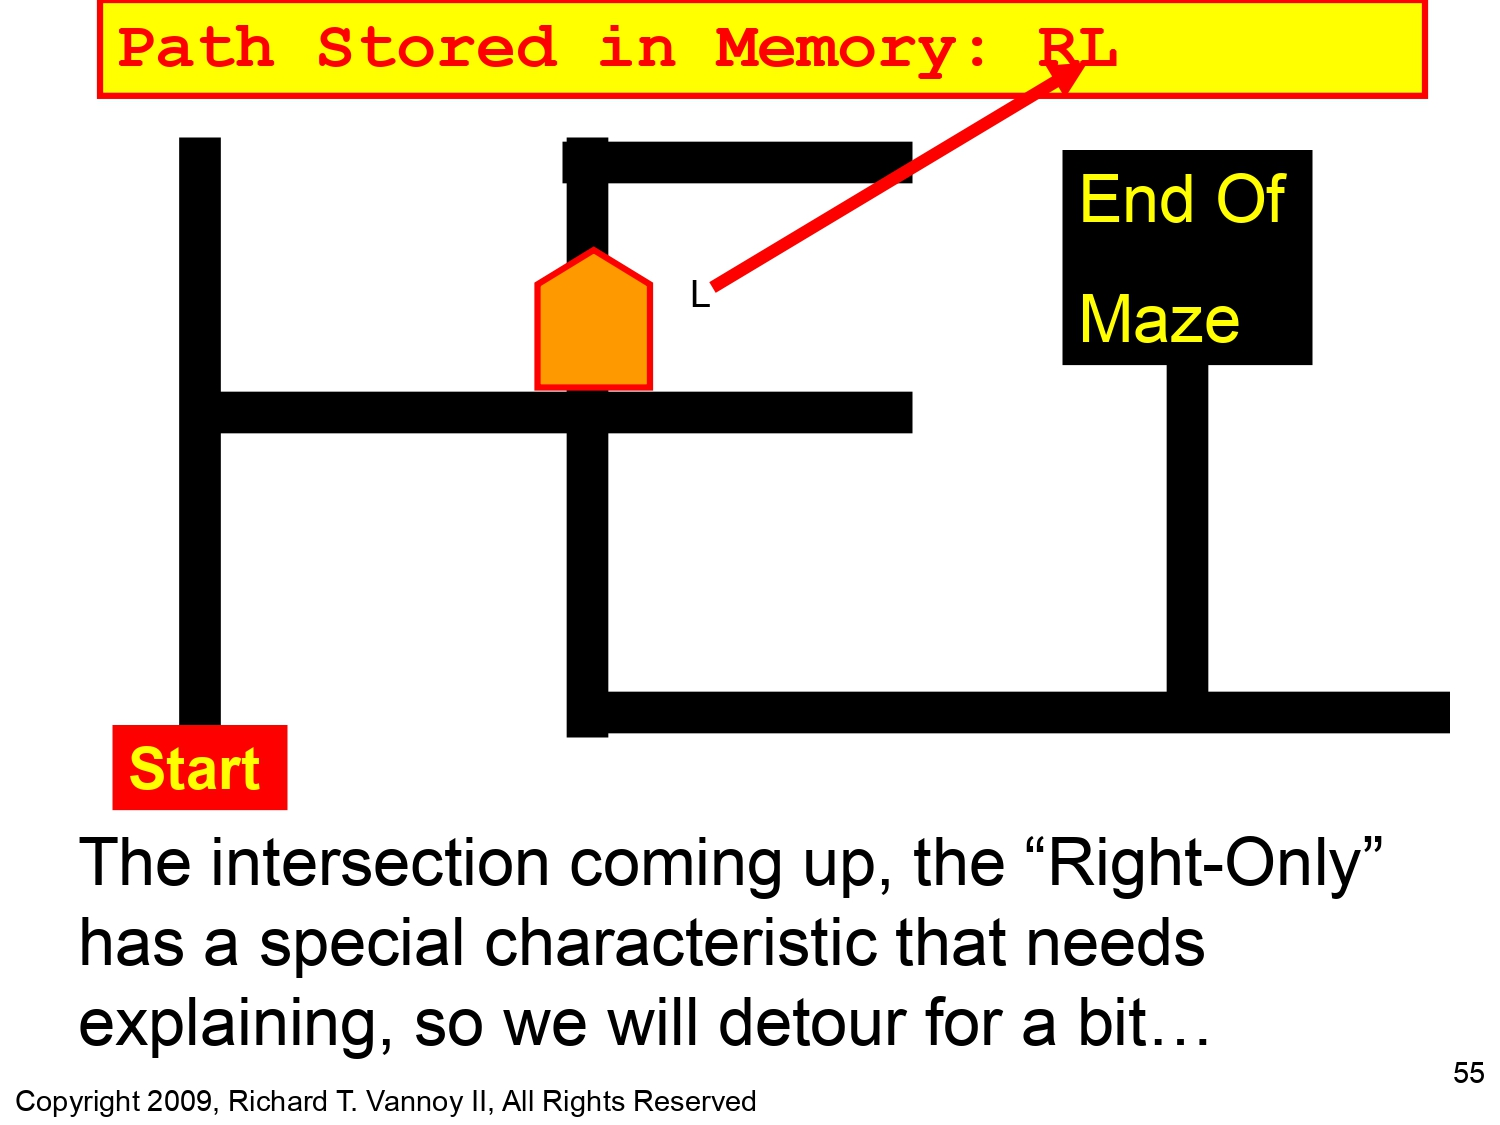 Path Stored in Memory: RL
End Of
Maze
L
Start
The intersection coming up, the “Right-Only”
has a special characteristic that needs
explaining, so we will detour for a bit…
55
Copyright 2009, Richard T. Vannoy II, All Rights Reserved